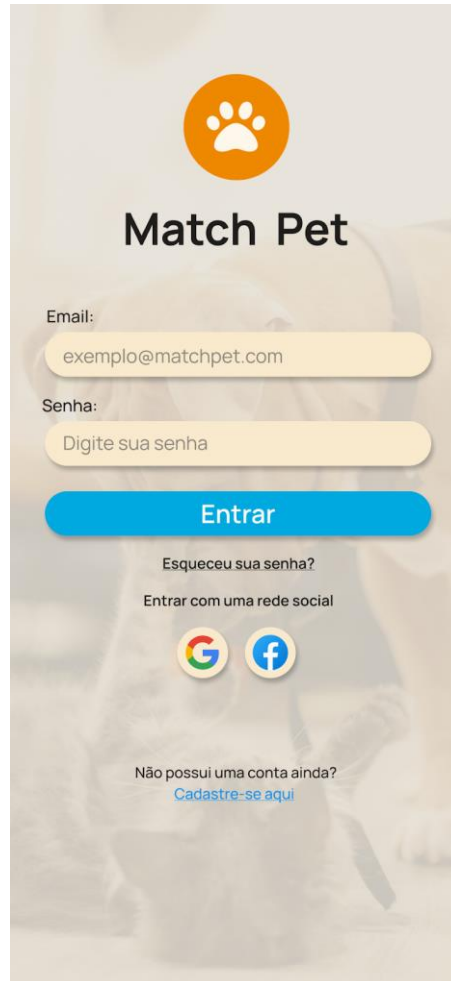 Match Pet
Email:
exemplo@matchpet.com
Senha:
Digite sua senha
Entrar
Esqueceu sua senha?
Entrar com uma rede social
Não possui uma conta ainda?
Cadastre-se aqui